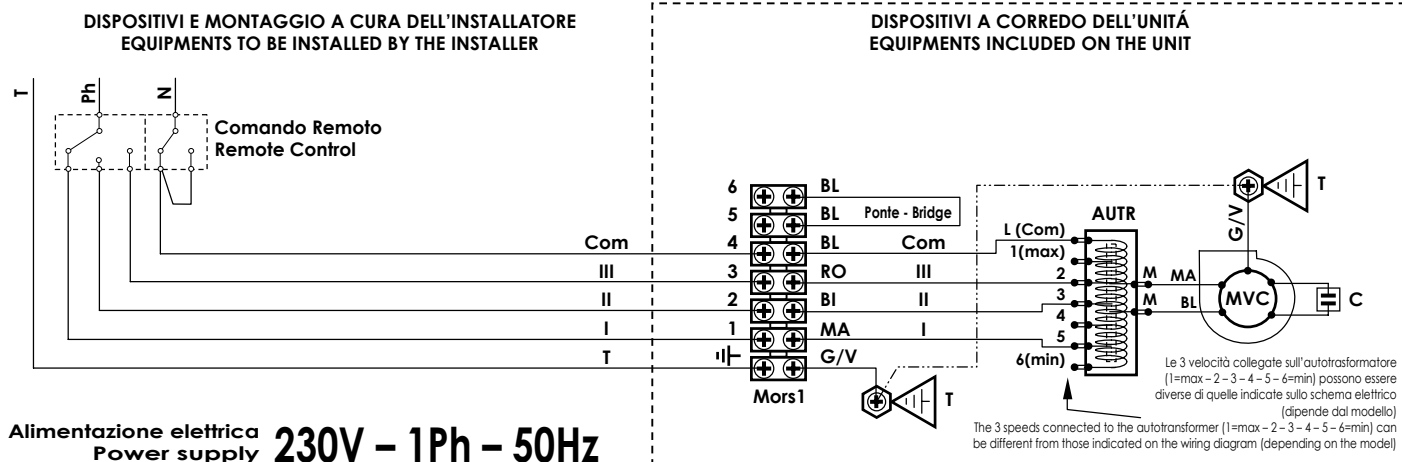 DISPOSITIVI E MONTAGGIO A CURA DELL'INSTALLATORE
EQUIPMENTS TO BE INSTALLED BY THE INSTALLER
DISPOSITIVI A CORREDO DELL'UNITÁ
EQUIPMENTS INCLUDED ON THE UNIT
T
Ph
N
Comando Remoto
Remote Control
6 BL
5 BL Ponte - Bridge
Com 4 BL Com L (Com)
1(max)
III 3 RO III 2
II 2 BI II 3
4
I 1 MA I 5
T G/V 6(min)
Mors1
T
AUTR
M MA
M BL
MVC
C
G/V
T
Le 3 velocità collegate sull'autotrasformatore
(1=max – 2 – 3 – 4 – 5 – 6=min) possono essere
diverse di quelle indicate sullo schema elettrico
(dipende dal modello)
The 3 speeds connected to the autotransformer (1=max – 2 – 3 – 4 – 5 – 6=min) can
be different from those indicated on the wiring diagram (depending on the model)
Alimentazione elettrica
Power supply
230V – 1Ph – 50Hz